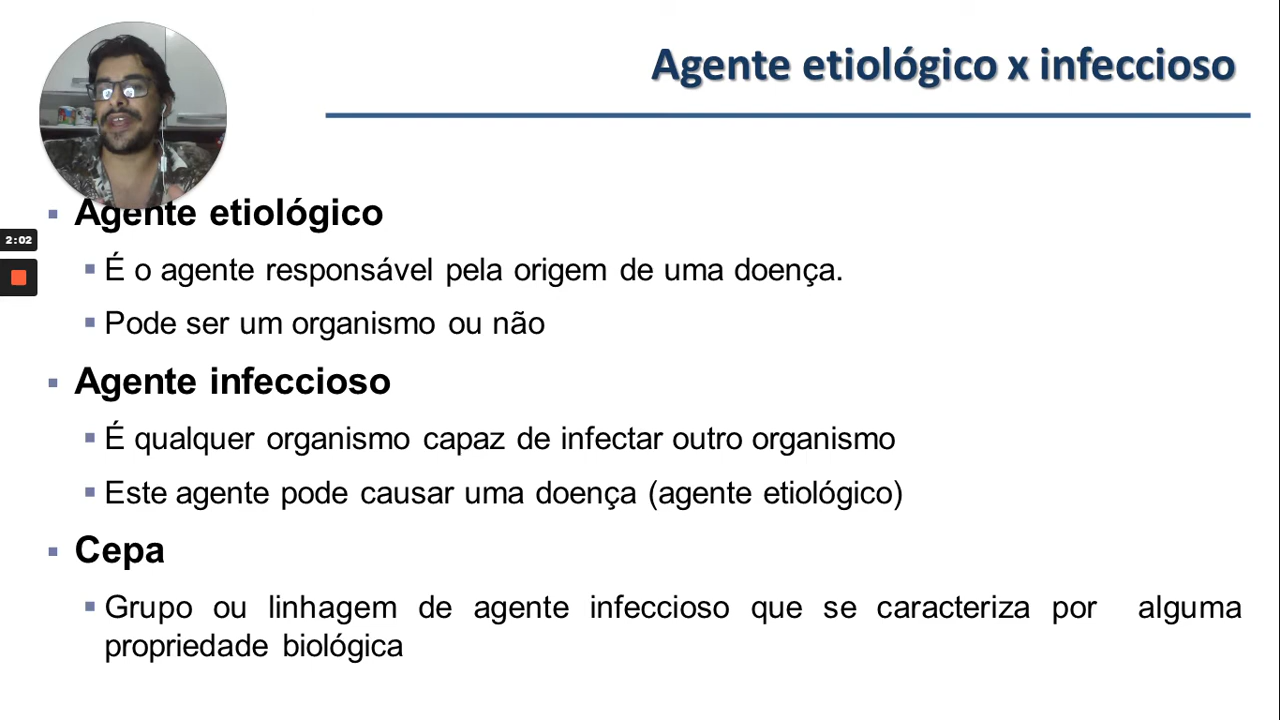 Agente etiológico x infeccioso
Agente etiológico
2:02
É o agente responsável pela origem de uma doença.
Pode ser um organismo ou não
Agente infeccioso
É qualquer organismo capaz de infectar outro organismo
Este agente pode causar uma doença (agente etiológico)
Cepa
Grupo ou linhagem de agente infeccioso que se caracteriza por alguma
propriedade biológica